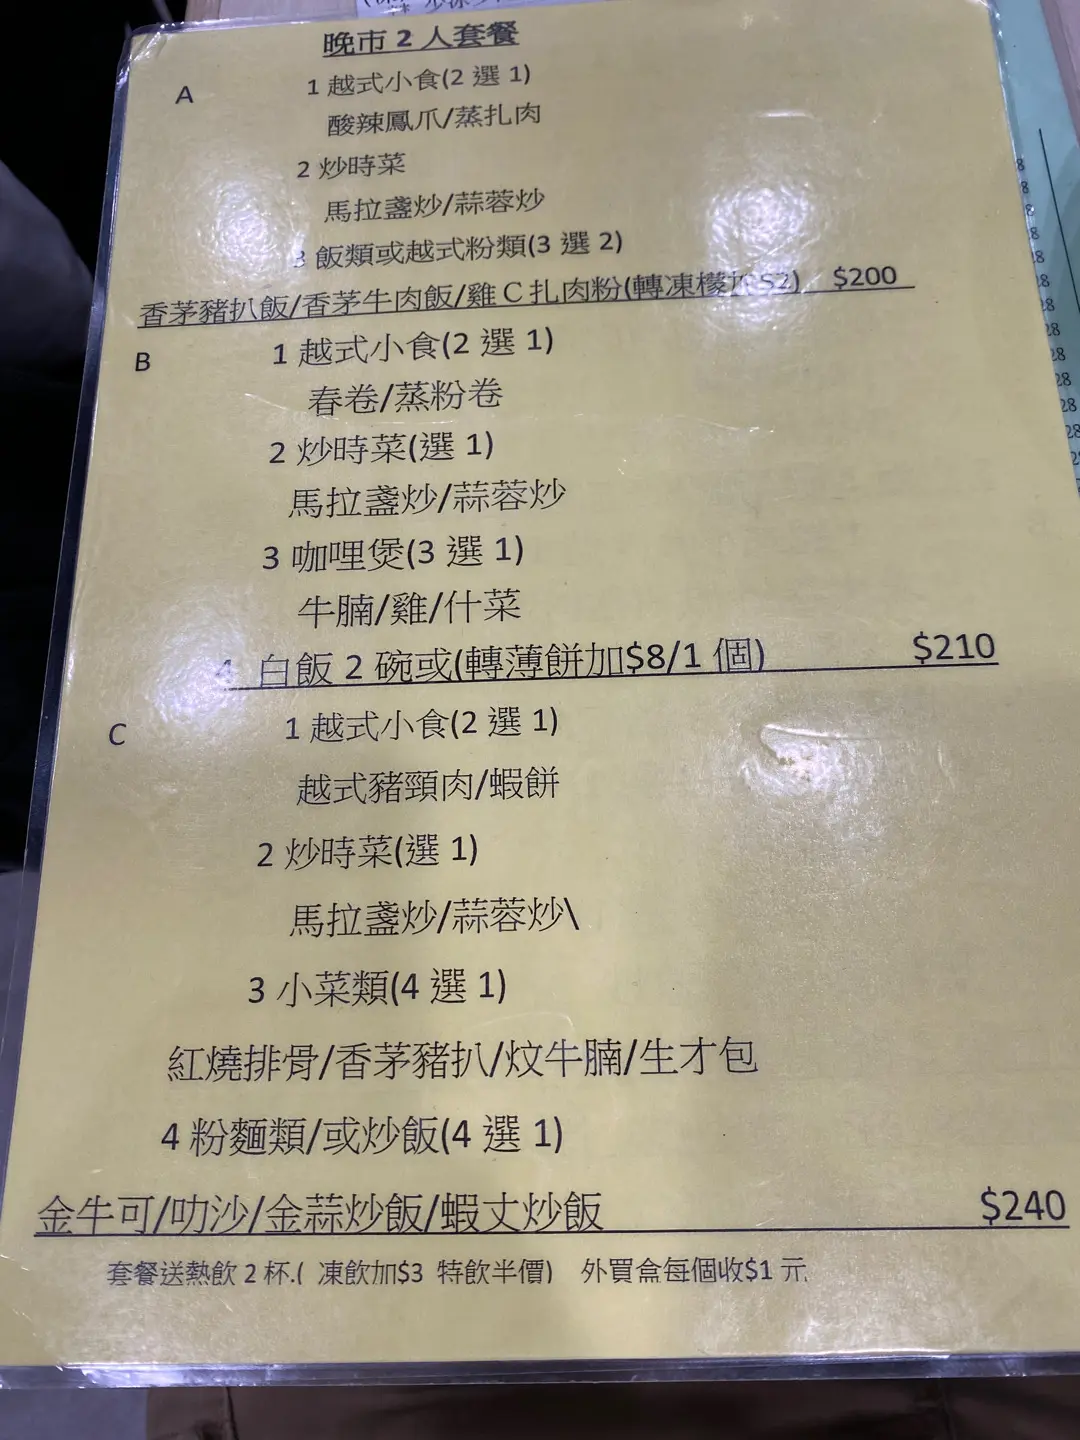 晚市 2 人套餐
A
1 越式小食(2 選 1)
酸辣鳳爪/蒸扎肉
2 炒時菜
馬拉盞炒/蒜蓉炒
3 飯類或越式粉類(3 選 2)
香茅豬扒飯/香茅牛肉飯/雞 C 扎肉粉(轉凍檬加$2) $200
B
1 越式小食(2 選 1)
春卷/蒸粉卷
2 炒時菜(選 1)
馬拉盞炒/蒜蓉炒
3 咖哩煲(3 選 1)
牛腩/雞/什菜
4 白飯 2 碗或(轉薄餅加$8/1 個) $210
C
1 越式小食(2 選 1)
越式豬頸肉/蝦餅
2 炒時菜(選 1)
馬拉盞炒/蒜蓉炒\
3 小菜類(4 選 1)
紅燒排骨/香茅豬扒/炆牛腩/生才包
4 粉麵類/或炒飯(4 選 1)
金牛可/叻沙/金蒜炒飯/蝦丈炒飯 $240
套餐送熱飲 2 杯.( 凍飲加$3 特飲半價) 外買盒每個收$1 元